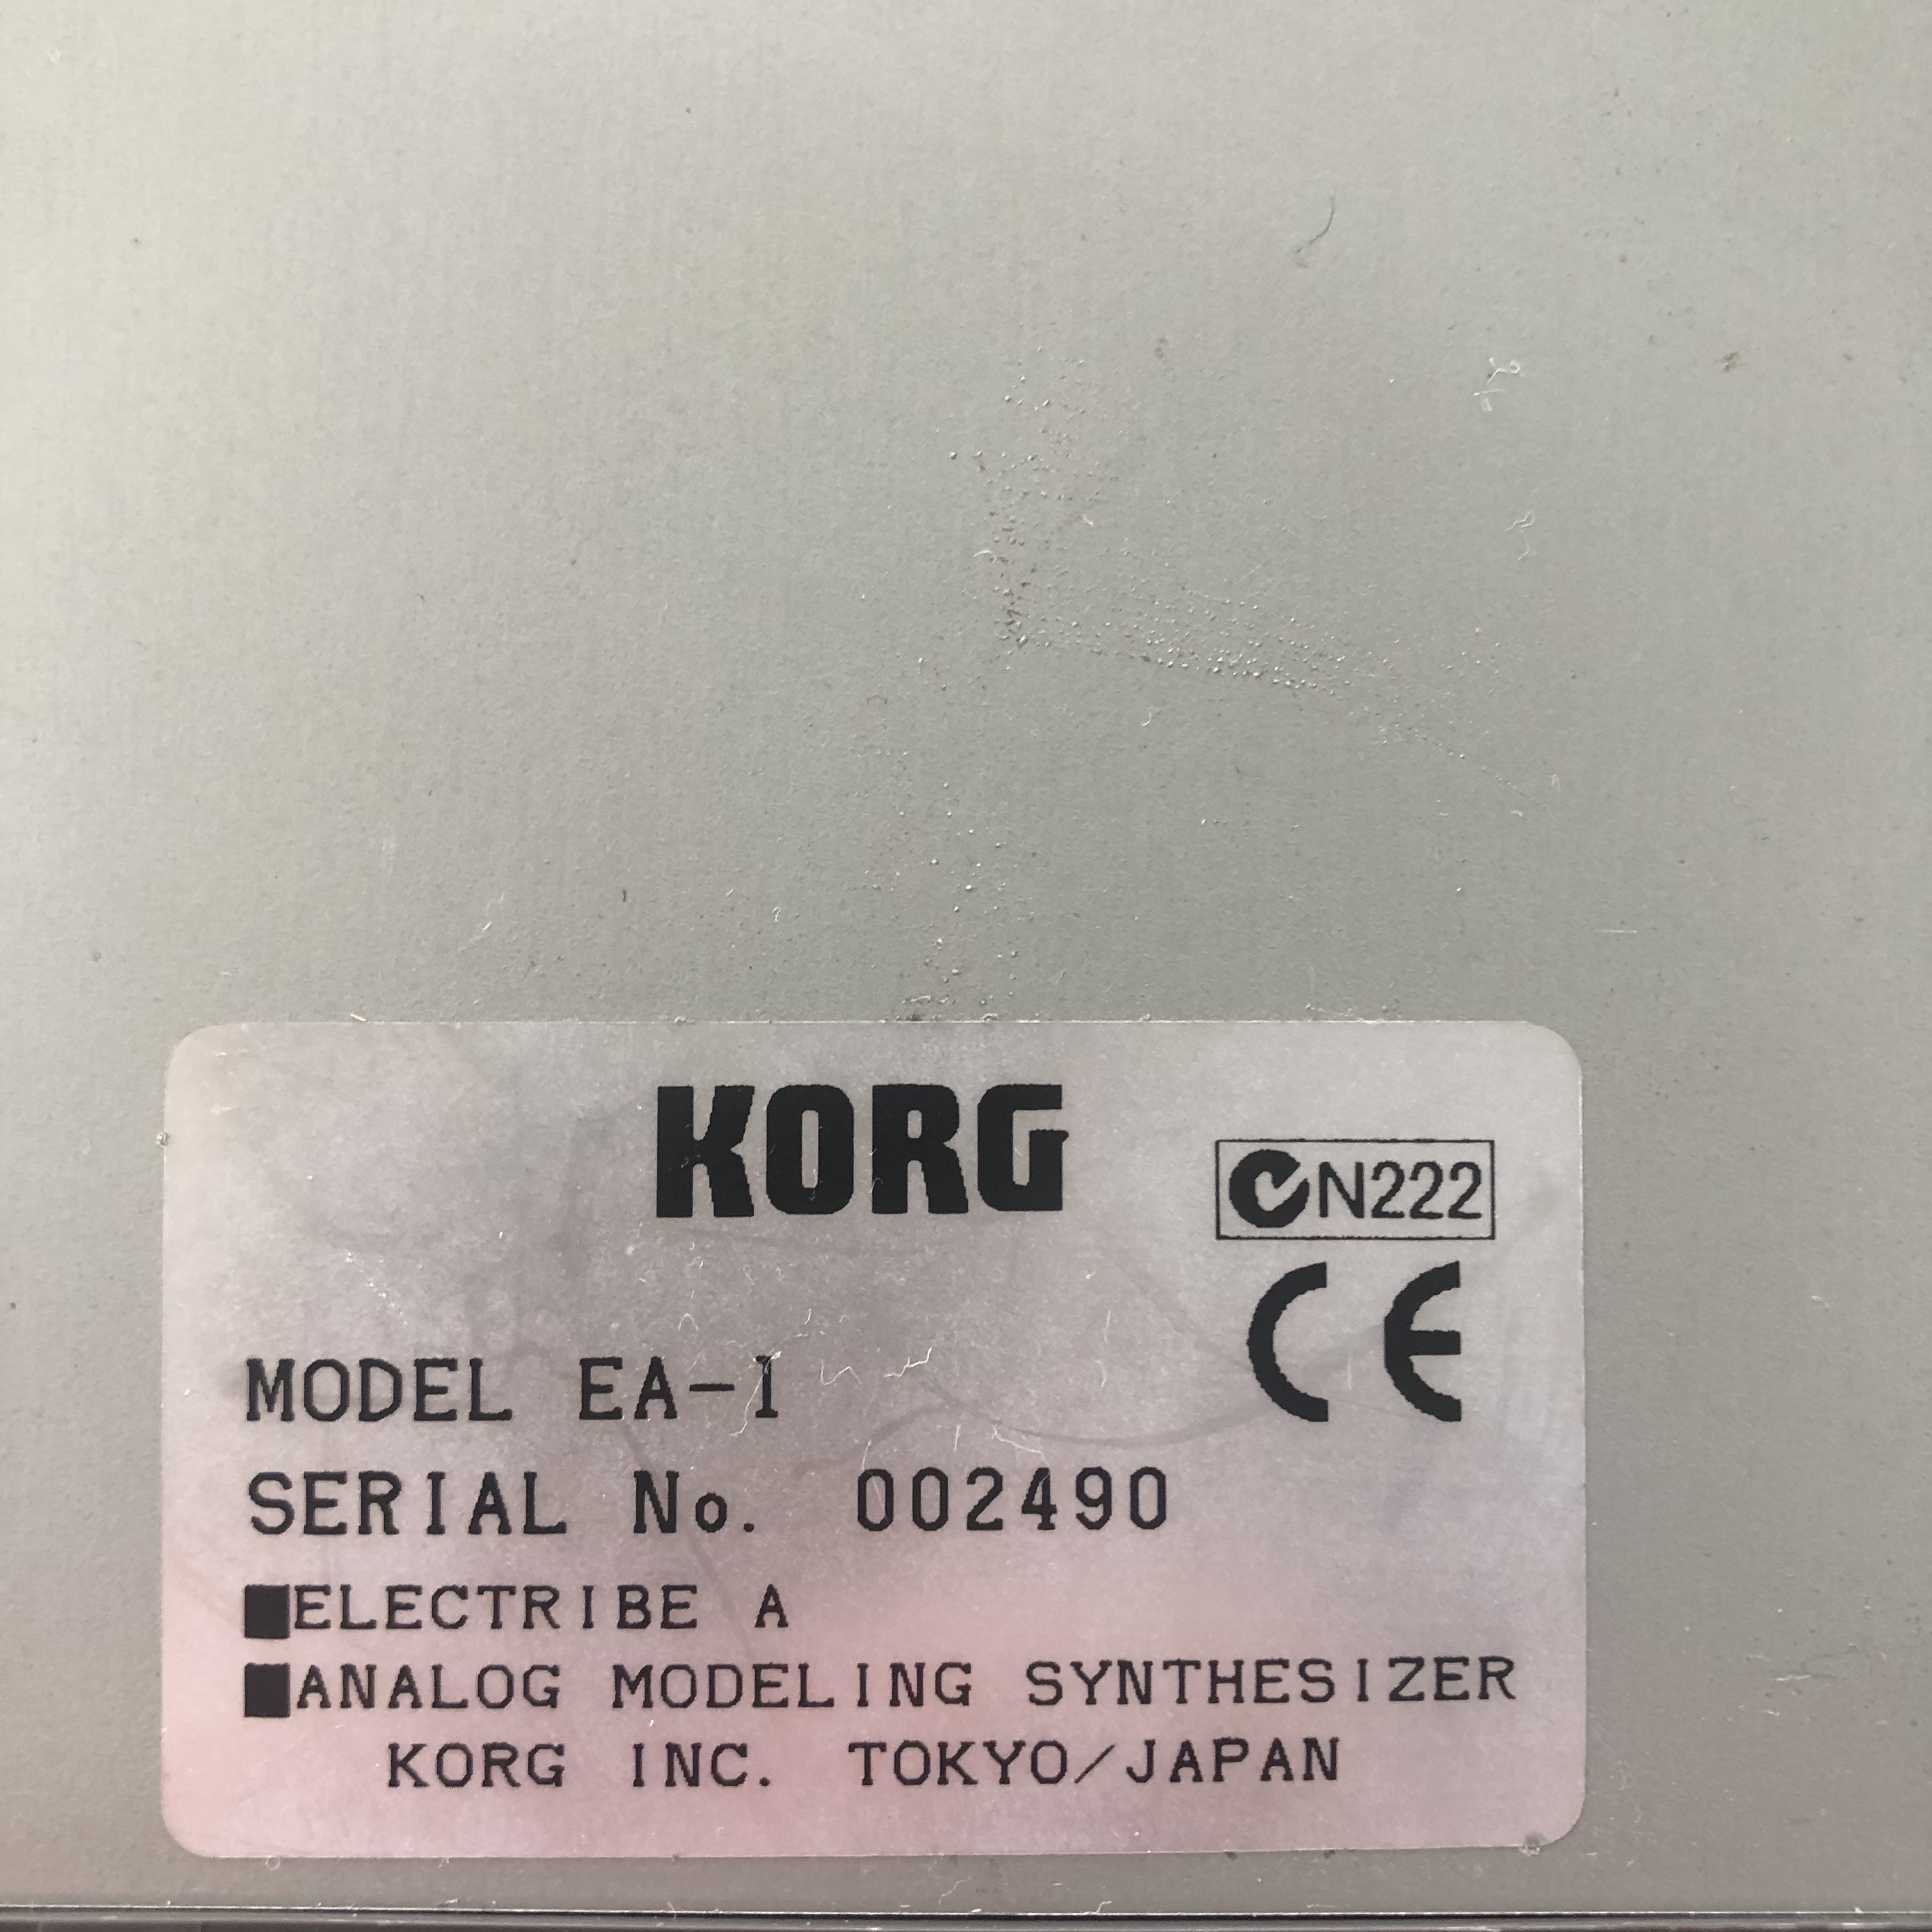 KORG
N222
CE
MODEL EA-1
SERIAL No. 002490
■ELECTRIBE A
■ANALOG MODELING SYNTHESIZER
KORG INC. TOKYO/JAPAN